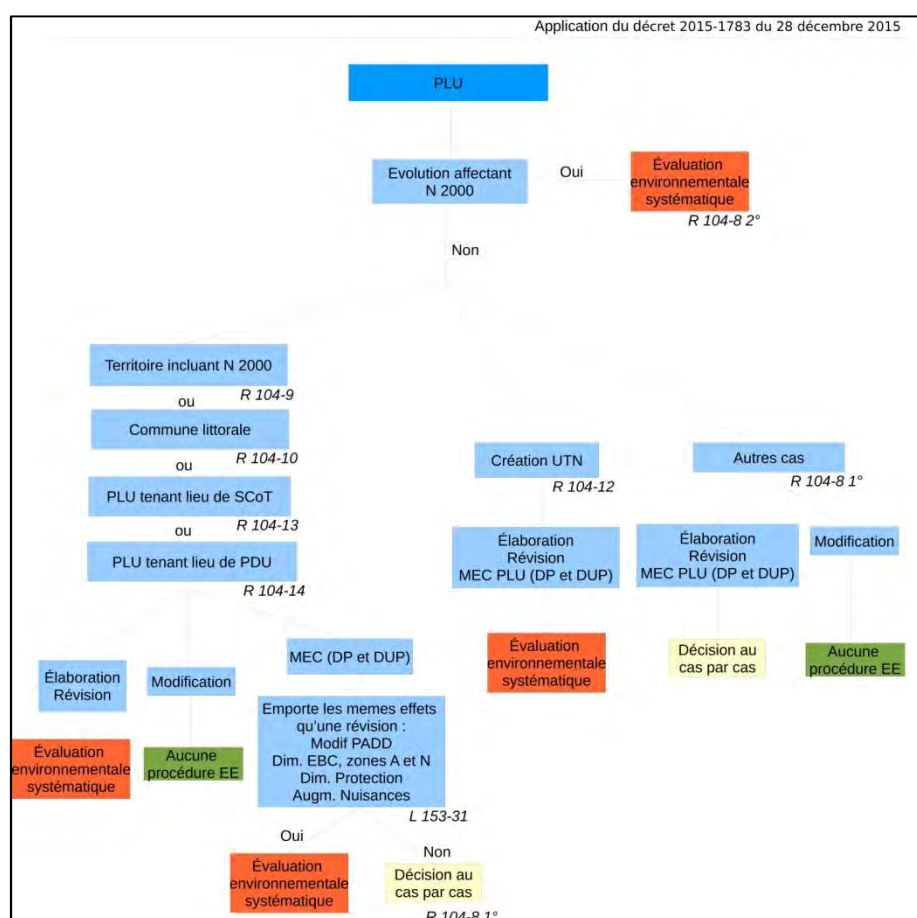 Application du décret 2015-1783 du 28 décembre 2015
PLU
Evolution affectant
N 2000
Oui
Évaluation
environnementale
systématique
R 104-8 2°
Non
Territoire incluant N 2000
R 104-9
ou
Commune littorale
R 104-10
ou
PLU tenant lieu de SCoT
R 104-13
ou
PLU tenant lieu de PDU
R 104-14
Création UTN
R 104-12
Autres cas
R 104-8 1°
Élaboration
Révision
MEC PLU (DP et DUP)
Élaboration
Révision
MEC PLU (DP et DUP)
Modification
Évaluation
environnementale
systématique
Décision au
cas par cas
Aucune
procédure EE
Élaboration
Révision
Modification
MEC (DP et DUP)
Évaluation
environnementale
systématique
Aucune
procédure EE
Emporte les memes effets
qu'une révision :
Modif PADD
Dim. EBC, zones A et N
Dim. Protection
Augm. Nuisances
L 153-31
Oui
Non
Évaluation
environnementale
systématique
Décision au
cas par cas
R 104-8 1°